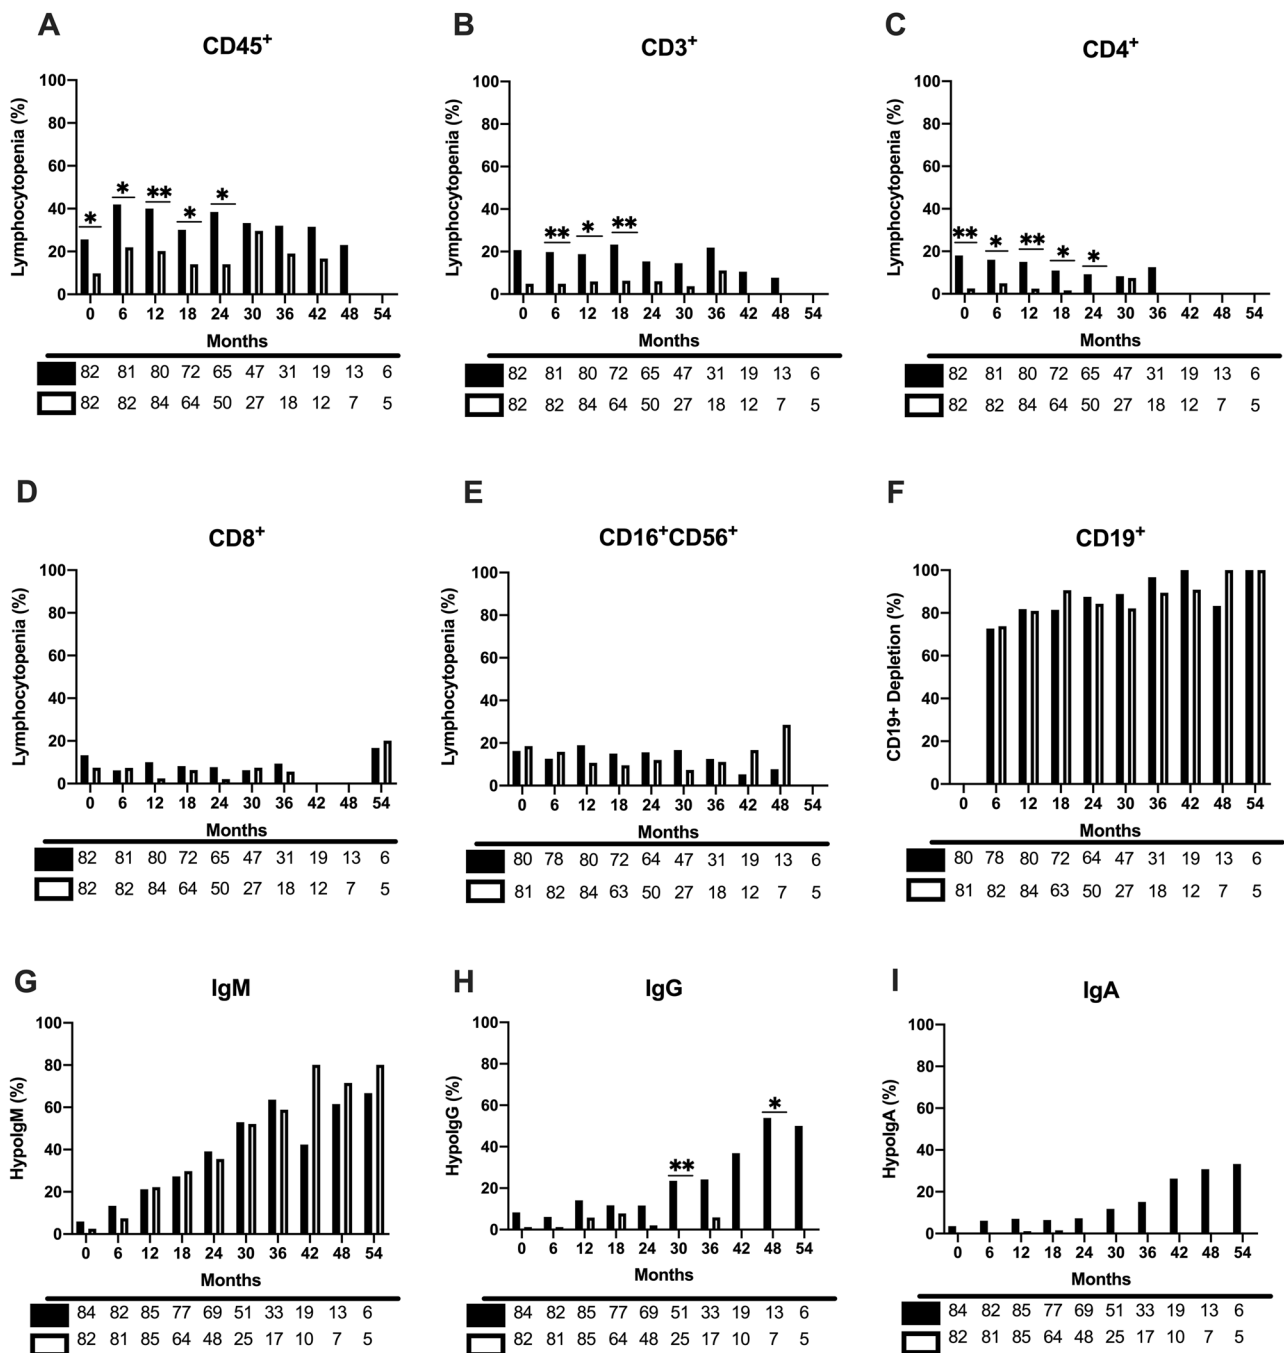 A
B
C
CD45+
CD3+
CD4+
Lymphocytopenia (%)
100
80
60
40
20
0
* * ** * *
0 6 12 18 24 30 36 42 48 54
Months
82 81 80 72 65 47 31 19 13 6
82 82 84 64 50 27 18 12 7 5
Lymphocytopenia (%)
100
80
60
40
20
0
** * **
0 6 12 18 24 30 36 42 48 54
Months
82 81 80 72 65 47 31 19 13 6
82 82 84 64 50 27 18 12 7 5
Lymphocytopenia (%)
100
80
60
40
20
0
** * ** * *
0 6 12 18 24 30 36 42 48 54
Months
82 81 80 72 65 47 31 19 13 6
82 82 84 64 50 27 18 12 7 5
D
E
F
CD8+
CD16+CD56+
CD19+
Lymphocytopenia (%)
100
80
60
40
20
0
0 6 12 18 24 30 36 42 48 54
Months
82 81 80 72 65 47 31 19 13 6
82 82 84 64 50 27 18 12 7 5
Lymphocytopenia (%)
100
80
60
40
20
0
0 6 12 18 24 30 36 42 48 54
Months
80 78 80 72 64 47 31 19 13 6
81 82 84 63 50 27 18 12 7 5
CD19+ Depletion (%)
100
80
60
40
20
0
0 6 12 18 24 30 36 42 48 54
Months
80 78 80 72 64 47 31 19 13 6
81 82 84 63 50 27 18 12 7 5
G
H
I
IgM
IgG
IgA
HypoIgM (%)
100
80
60
40
20
0
0 6 12 18 24 30 36 42 48 54
Months
84 82 85 77 69 51 33 19 13 6
82 81 85 64 48 25 17 10 7 5
HypoIgG (%)
100
80
60
40
20
0
** *
0 6 12 18 24 30 36 42 48 54
Months
84 82 85 77 69 51 33 19 13 6
82 81 85 64 48 25 17 10 7 5
HypoIgA (%)
100
80
60
40
20
0
0 6 12 18 24 30 36 42 48 54
Months
84 82 85 77 69 51 33 19 13 6
82 81 85 64 48 25 17 10 7 5